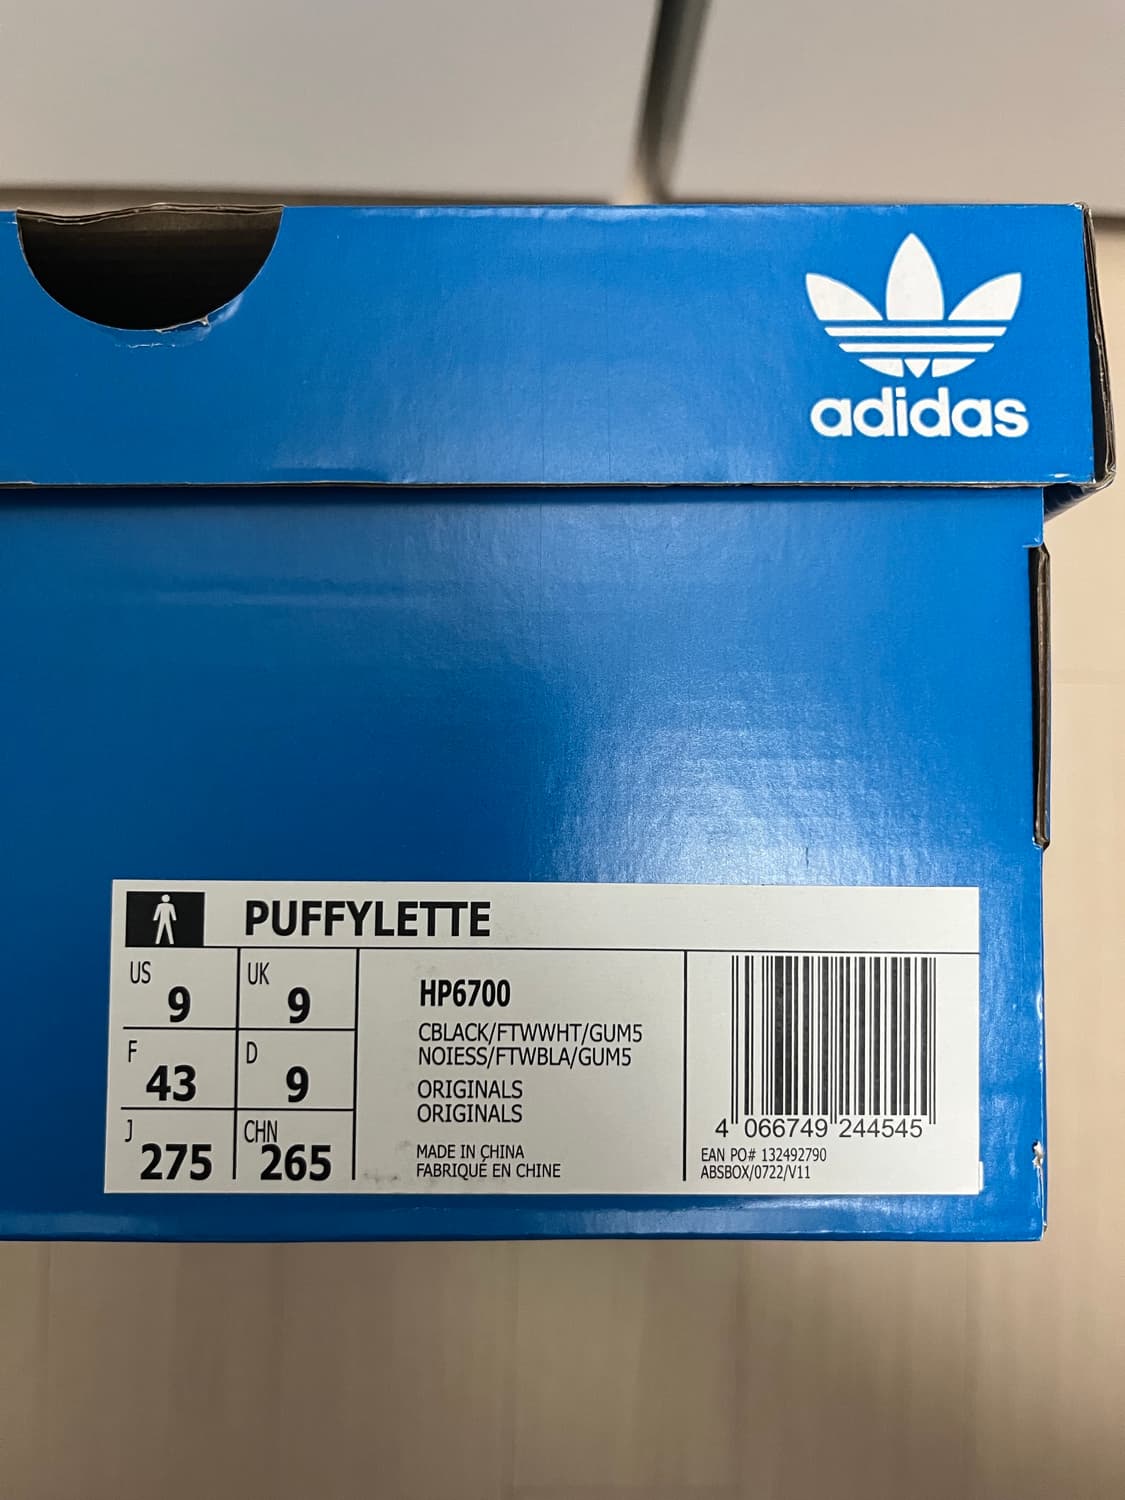 adidas
PUFFYLETTE
US 9 UK 9
F 43 D 9
J 275 CHN 265
HP6700
CBLACK/FTWWHT/GUM5
NOIESS/FTWBLA/GUM5
ORIGINALS
ORIGINALS
MADE IN CHINA
FABRIQUÉ EN CHINE
4 066749 244545
EAN PO# 132492790
ABSBOX/0722/V11